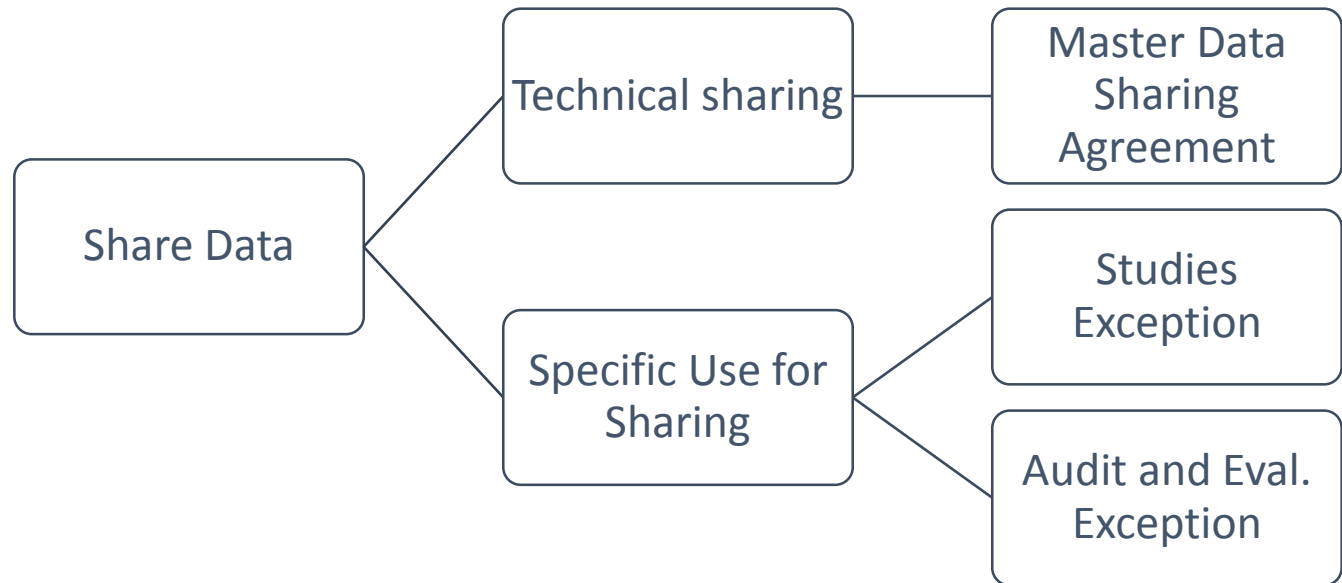 Share Data
Technical sharing
Master Data
Sharing
Agreement
Specific Use for
Sharing
Studies
Exception
Audit and Eval.
Exception